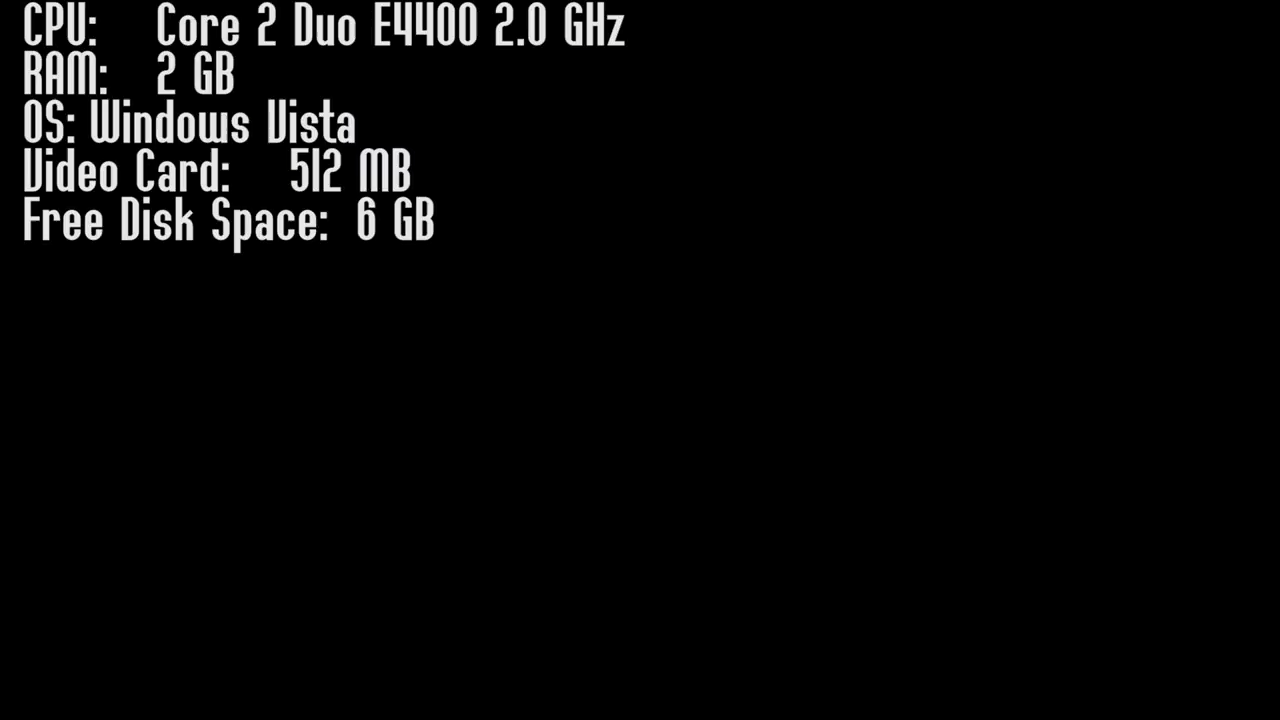 CPU: Core 2 Duo E4400 2.0 GHz
RAM: 2 GB
OS: Windows Vista
Video Card: 512 MB
Free Disk Space: 6 GB